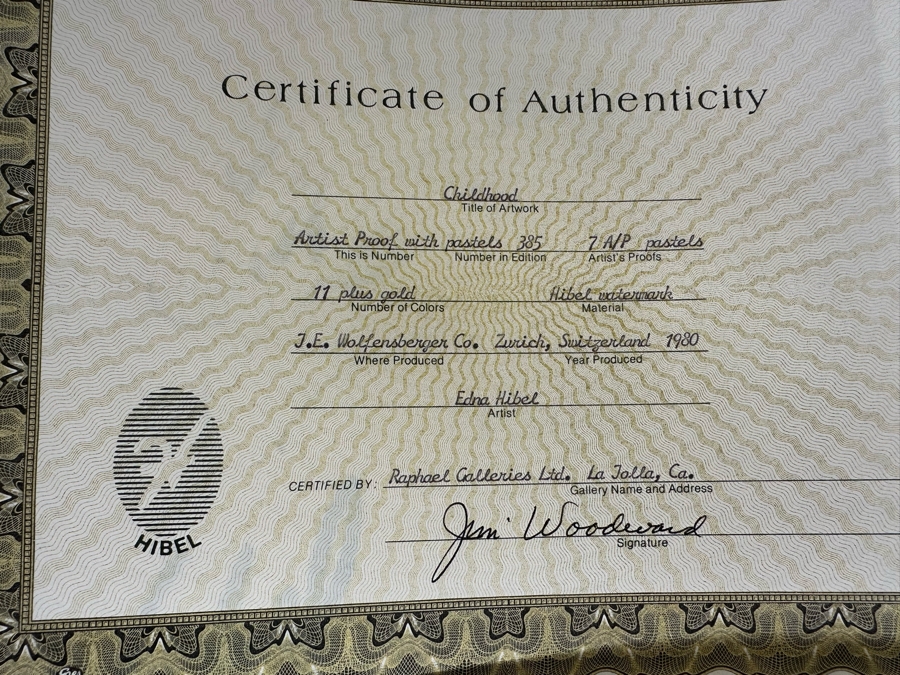 Certificate of Authenticity
Childhood
Title of Artwork
Artist Proof with pastels 385 7 A/P pastels
This is Number Number in Edition Artist's Proofs
11 plus gold Hibel watermark
Number of Colors Material
J.E. Wolfensberger Co. Zurich, Switzerland 1980
Where Produced Year Produced
Edna Hibel
Artist
CERTIFIED BY: Raphael Galleries Ltd. La Jolla, Ca.
Gallery Name and Address
Jim Woodward
Signature
HIBEL